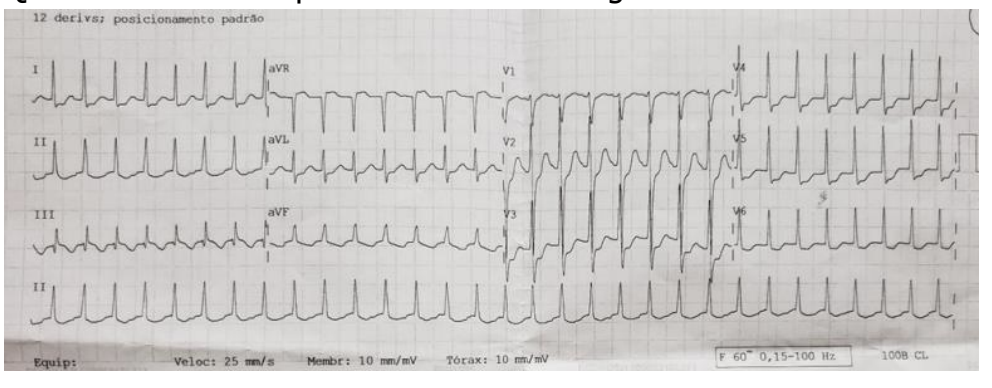 12 derivs; posicionamento padrão
I aVR V1 V4
II aVL V2 V5
III aVF V3 V6
II
Equip: Veloc: 25 mm/s Membr: 10 mm/mV Tórax: 10 mm/mV F 60~ 0,15-100 Hz 100B CL